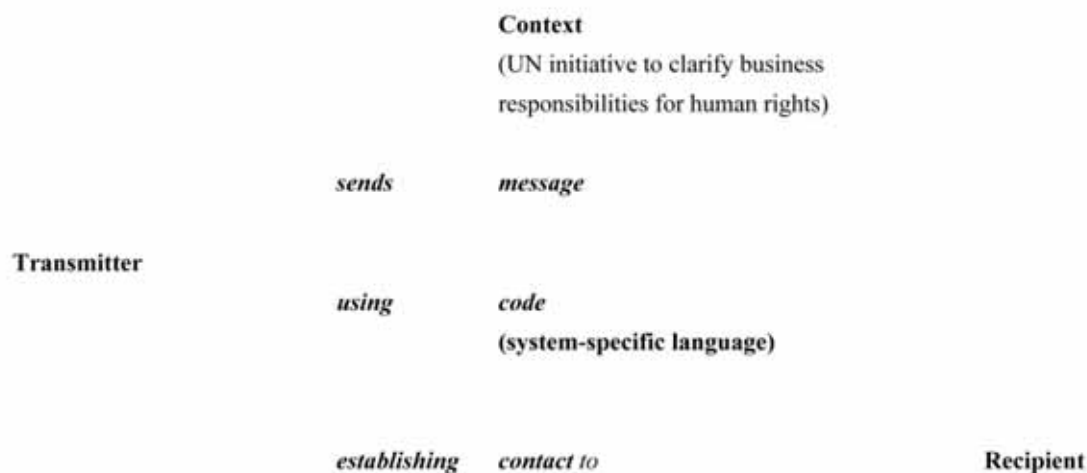 Context
(UN initiative to clarify business
responsibilities for human rights)
sends message
Transmitter
using code
(system-specific language)
establishing contact to Recipient